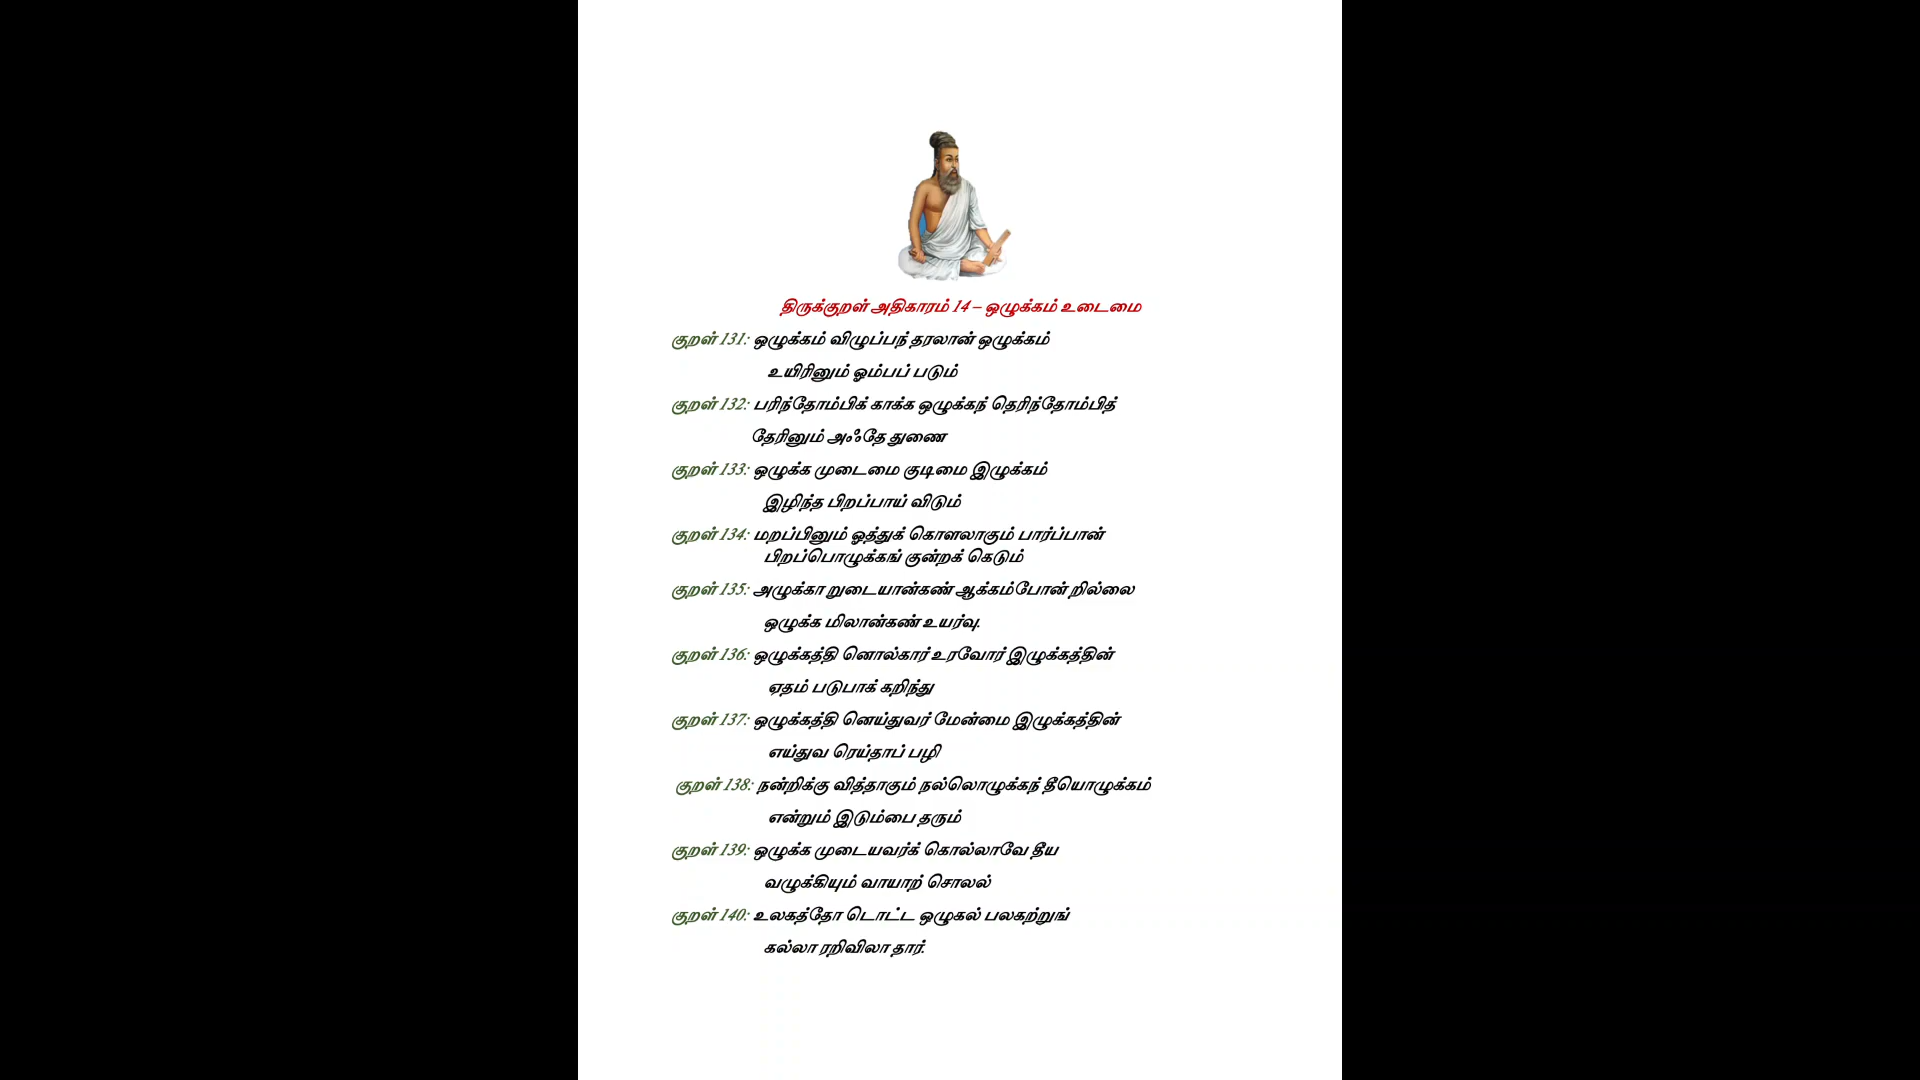 திருக்குறள் அதிகாரம் 14 – ஒழுக்கம் உடைமை
குறள் 131: ஒழுக்கம் விழுப்பந் தரலான் ஒழுக்கம்
உயிரினும் ஓம்பப் படும்
குறள் 132: பரிந்தோம்பிக் காக்க ஒழுக்கந் தெரிந்தோம்பித்
தேரினும் அஃதே துணை
குறள் 133: ஒழுக்க முடைமை குடிமை இழுக்கம்
இழிந்த பிறப்பாய் விடும்
குறள் 134: மறப்பினும் ஓத்துக் கொளலாகும் பார்ப்பான்
பிறப்பொழுக்கங் குன்றக் கெடும்
குறள் 135: அழுக்கா றுடையான்கண் ஆக்கம்போன் றில்லை
ஒழுக்க மிலான்கண் உயர்வு.
குறள் 136: ஒழுக்கத்தி னொல்கார் உரவோர் இழுக்கத்தின்
ஏதம் படுபாக் கறிந்து
குறள் 137: ஒழுக்கத்தி னெய்துவர் மேன்மை இழுக்கத்தின்
எய்துவ ரெய்தாப் பழி
குறள் 138: நன்றிக்கு வித்தாகும் நல்லொழுக்கந் தீயொழுக்கம்
என்றும் இடும்பை தரும்
குறள் 139: ஒழுக்க முடையவர்க் கொல்லாவே தீய
வழுக்கியும் வாயாற் சொலல்
குறள் 140: உலகத்தோ டொட்ட ஒழுகல் பலகற்றுங்
கல்லா ரறிவிலா தார்.